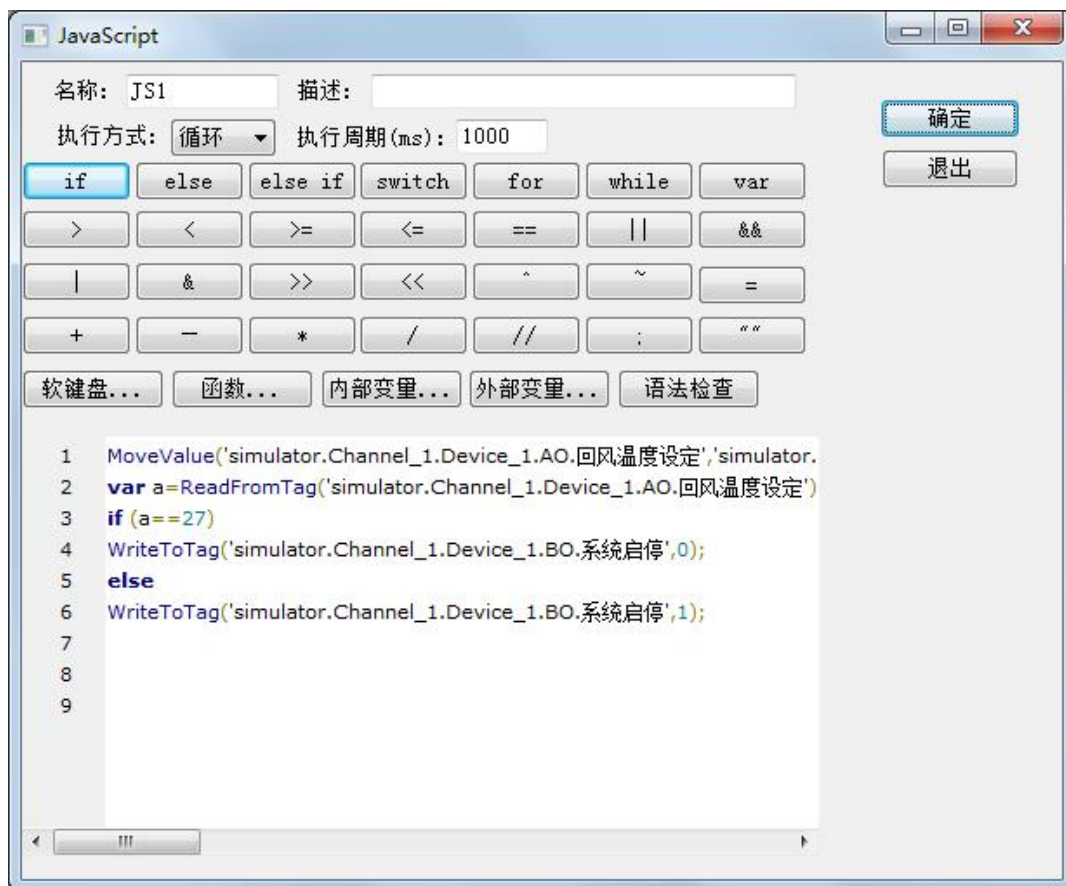 JavaScript
名称: JS1 描述:
执行方式: 循环 执行周期(ms): 1000
确定
退出
if else else if switch for while var
> < >= <= == || &&
| & >> << ^ ~ =
+ - * / // ; ""
软键盘... 函数... 内部变量... 外部变量... 语法检查
1 MoveValue('simulator.Channel_1.Device_1.AO.回风温度设定','simulator.
2 var a=ReadFromTag('simulator.Channel_1.Device_1.AO.回风温度设定')
3 if (a==27)
4 WriteToTag('simulator.Channel_1.Device_1.BO.系统启停',0);
5 else
6 WriteToTag('simulator.Channel_1.Device_1.BO.系统启停',1);
7
8
9